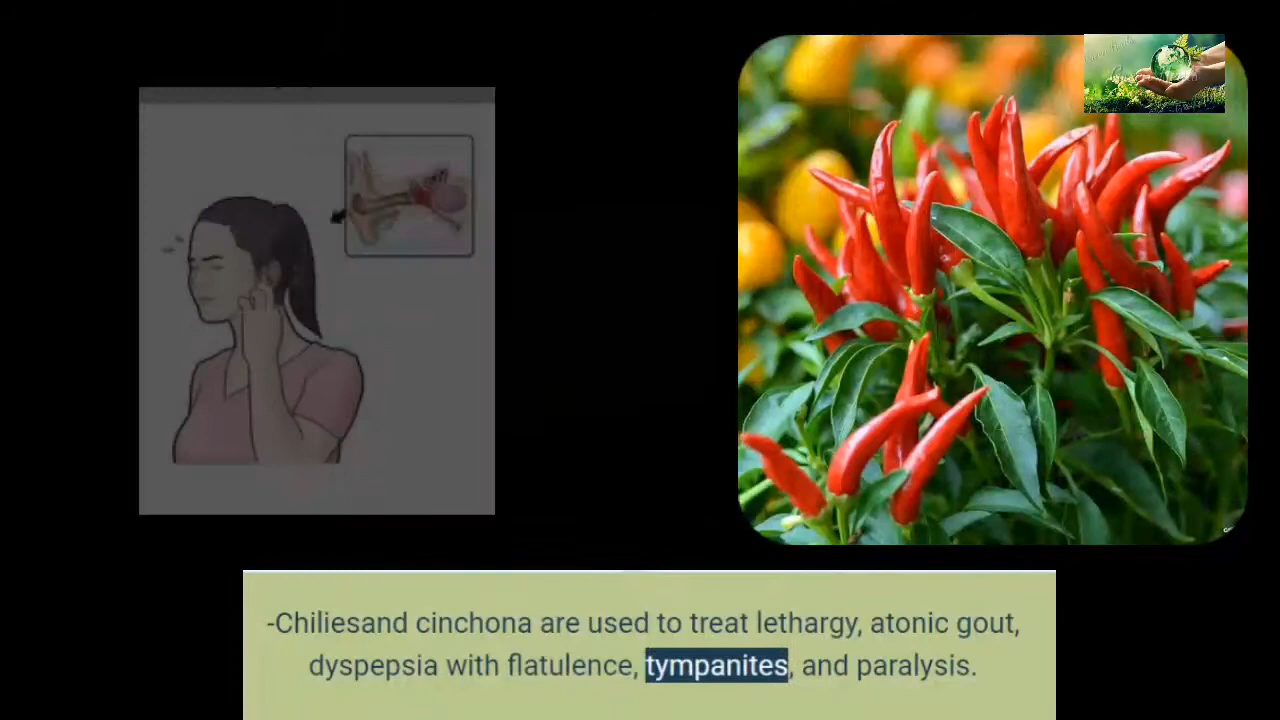 -Chiliesand cinchona are used to treat lethargy, atonic gout,
dyspepsia with flatulence, tympanites, and paralysis.